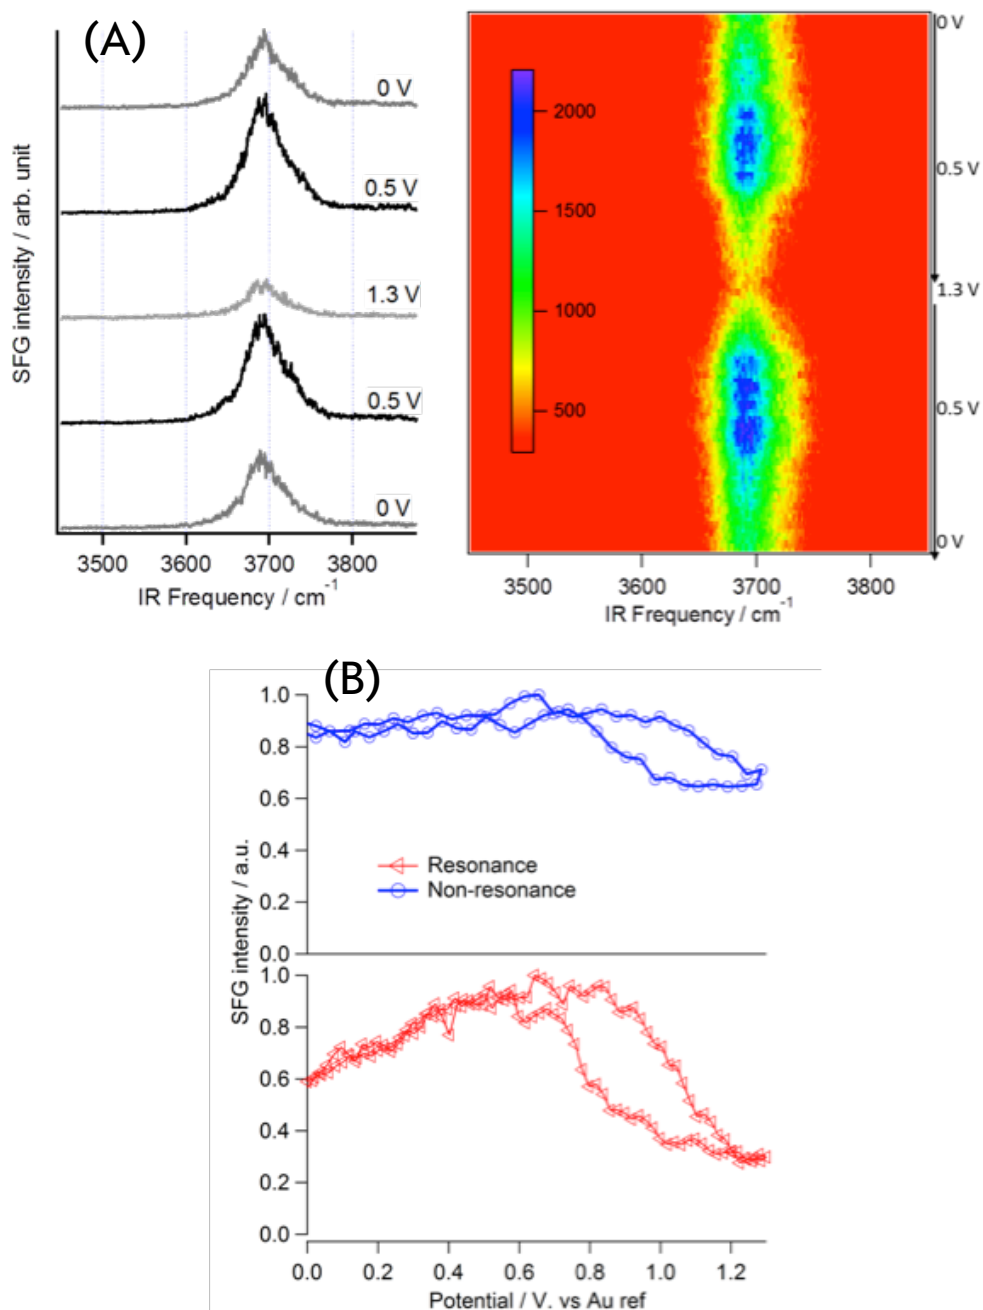 (A)
0 V
0.5 V
1.3 V
0.5 V
0 V
SFG intensity / arb. unit
3500 3600 3700 3800
IR Frequency / cm-1
2000
1500
1000
500
0 V
0.5 V
1.3 V
0.5 V
0 V
3500 3600 3700 3800
IR Frequency / cm-1
(B)
1.0
0.8
0.6
0.4
0.2
0.0
Resonance
Non-resonance
SFG intensity / a.u.
1.0
0.8
0.6
0.4
0.2
0.0
0.0 0.2 0.4 0.6 0.8 1.0 1.2
Potential / V. vs Au ref